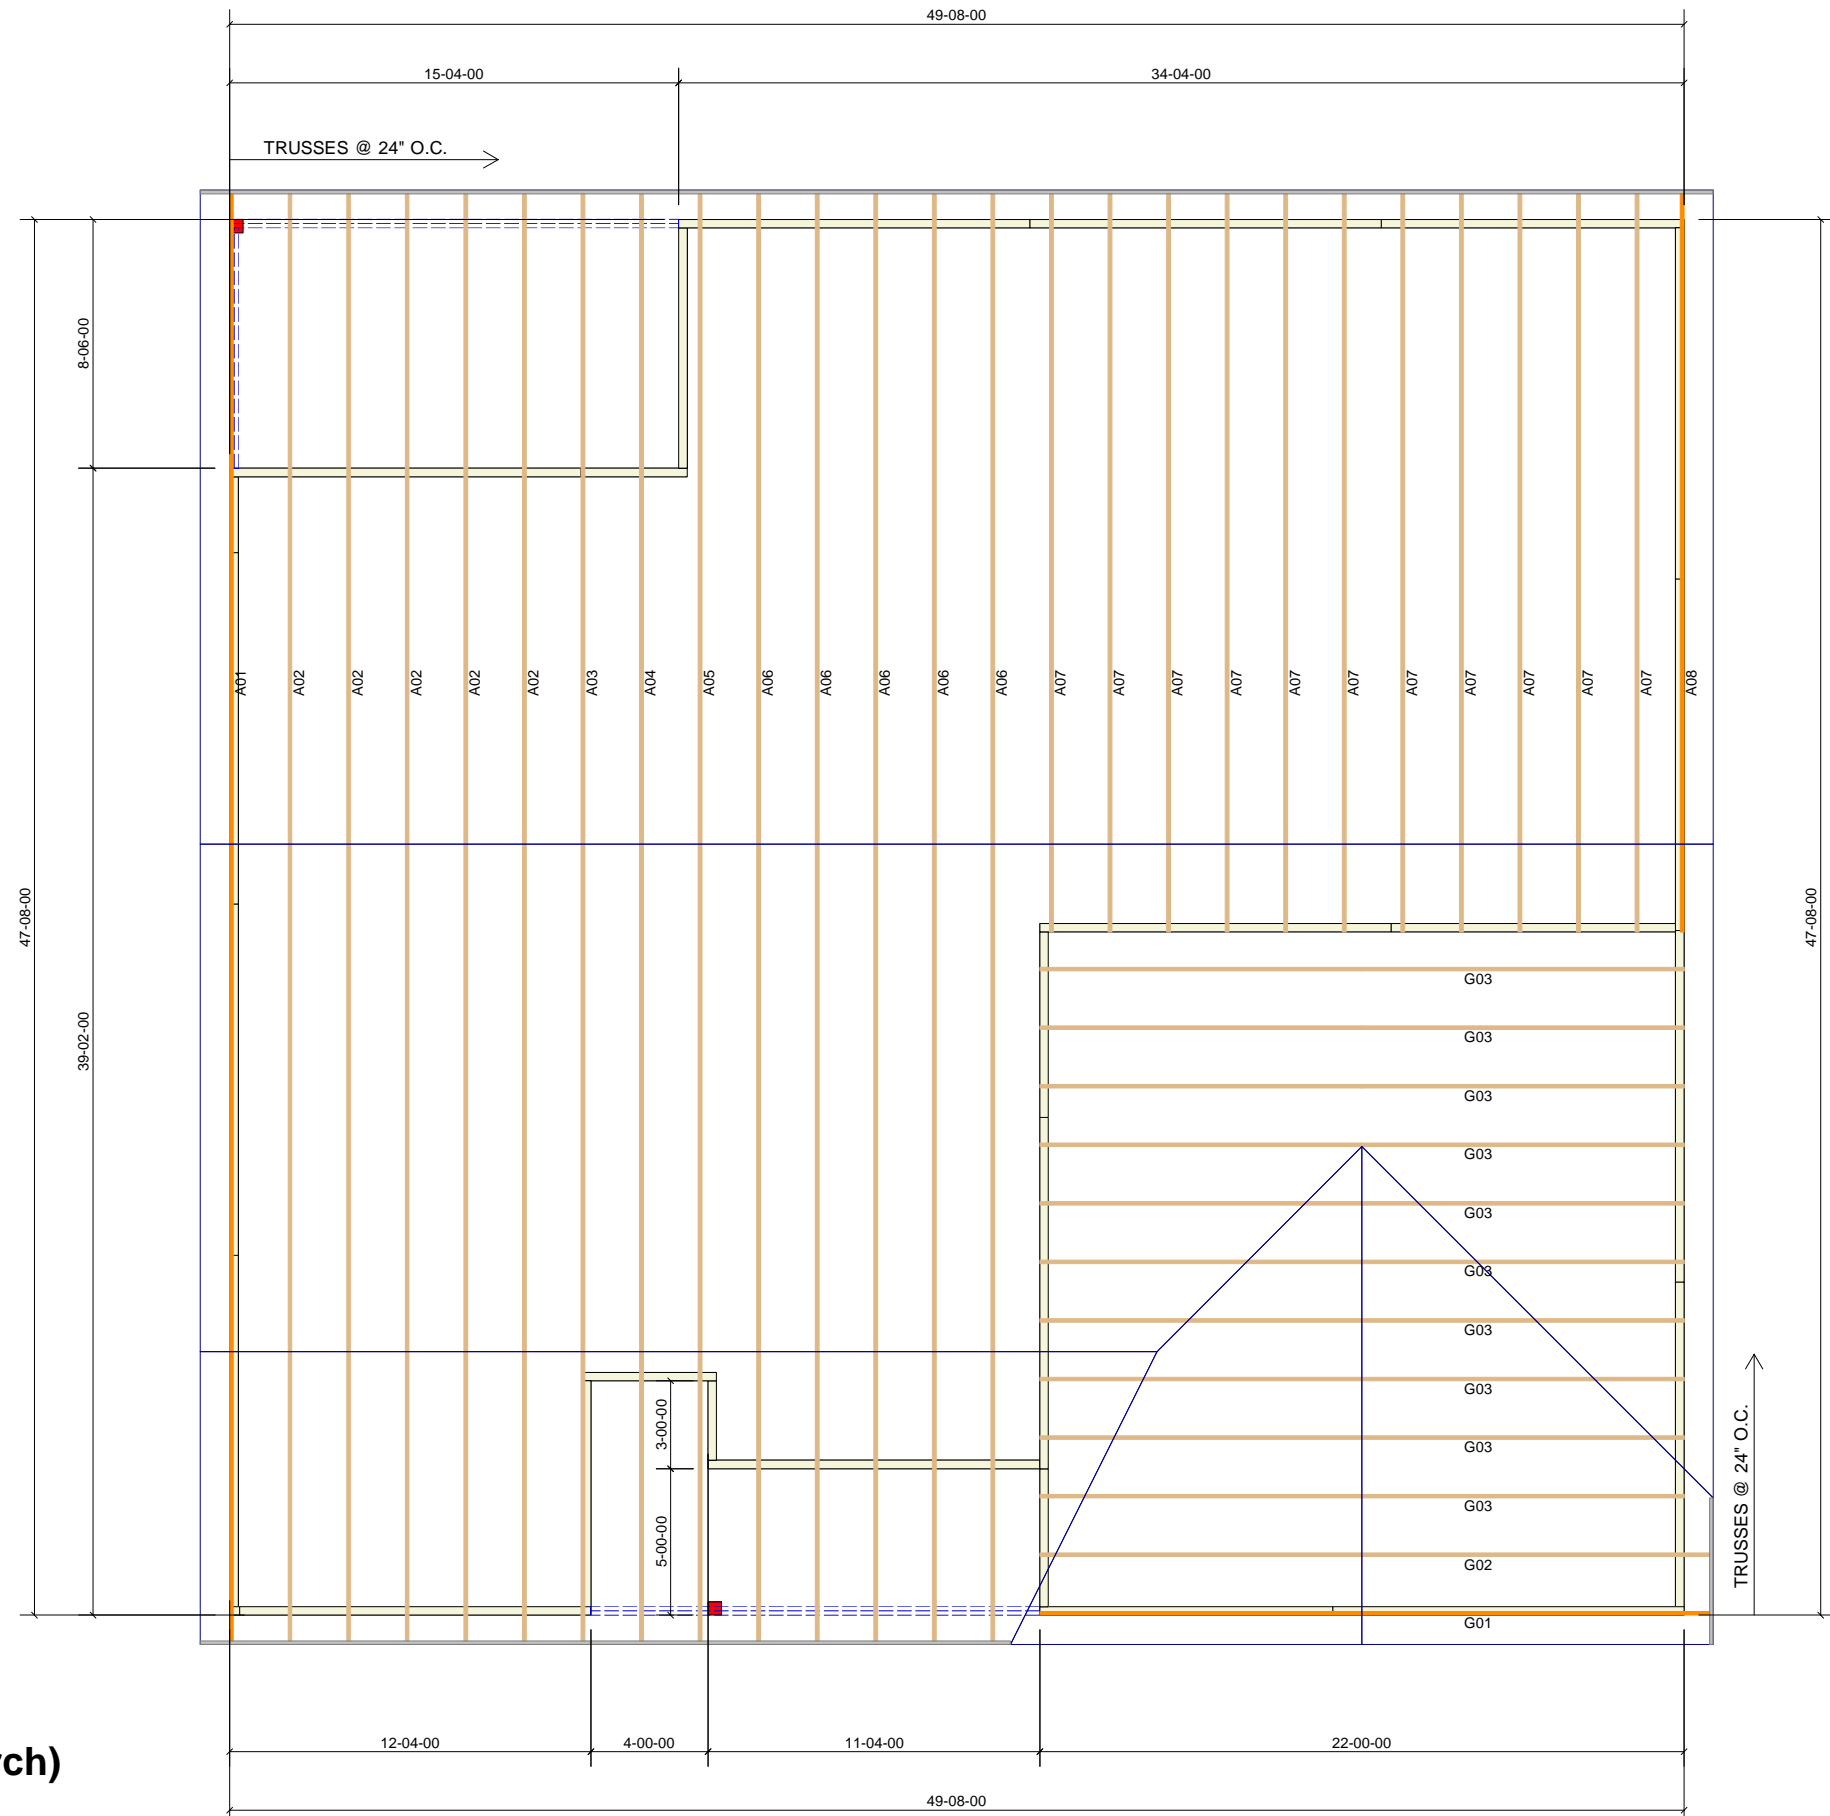 49-08-00
15-04-00
34-04-00
TRUSSES @ 24" O.C.
8-06-00
47-08-00
39-02-00
47-08-00
A01
A02
A02
A02
A02
A02
A03
A04
A05
A06
A06
A06
A06
A06
A07
A07
A07
A07
A07
A07
A07
A07
A07
A07
A07
A08
G03
G03
G03
G03
G03
G03
G03
G03
G03
G03
G02
G01
3-00-00
5-00-00
TRUSSES @ 24" O.C.
12-04-00
4-00-00
11-04-00
22-00-00
49-08-00
rch)